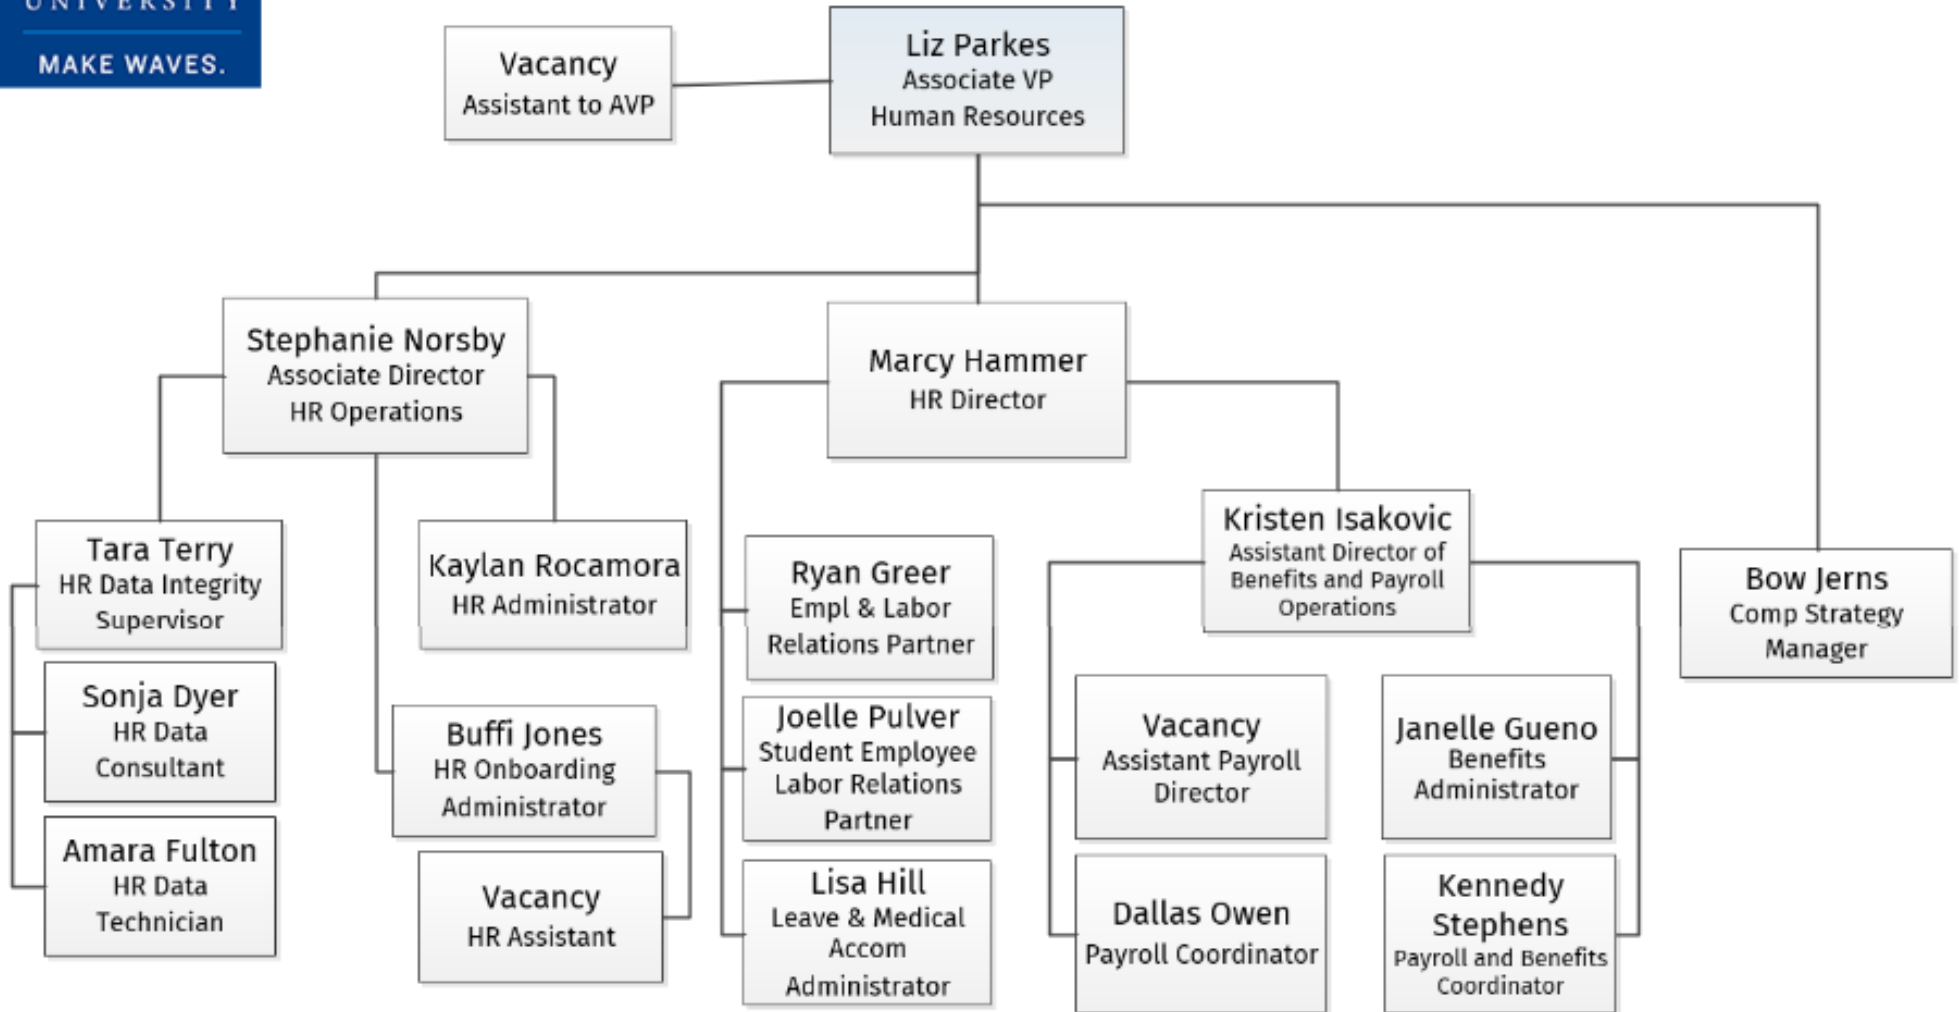 UNIVERSITY
MAKE WAVES.
Vacancy
Assistant to AVP
Liz Parkes
Associate VP
Human Resources
Stephanie Norsby
Associate Director
HR Operations
Marcy Hammer
HR Director
Tara Terry
HR Data Integrity
Supervisor
Sonja Dyer
HR Data
Consultant
Amara Fulton
HR Data
Technician
Kaylan Rocamora
HR Administrator
Buffi Jones
HR Onboarding
Administrator
Vacancy
HR Assistant
Ryan Greer
Empl & Labor
Relations Partner
Joelle Pulver
Student Employee
Labor Relations
Partner
Lisa Hill
Leave & Medical
Accom
Administrator
Kristen Isakovic
Assistant Director of
Benefits and Payroll
Operations
Vacancy
Assistant Payroll
Director
Dallas Owen
Payroll Coordinator
Janelle Gueno
Benefits
Administrator
Kennedy
Stephens
Payroll and Benefits
Coordinator
Bow Jerns
Comp Strategy
Manager